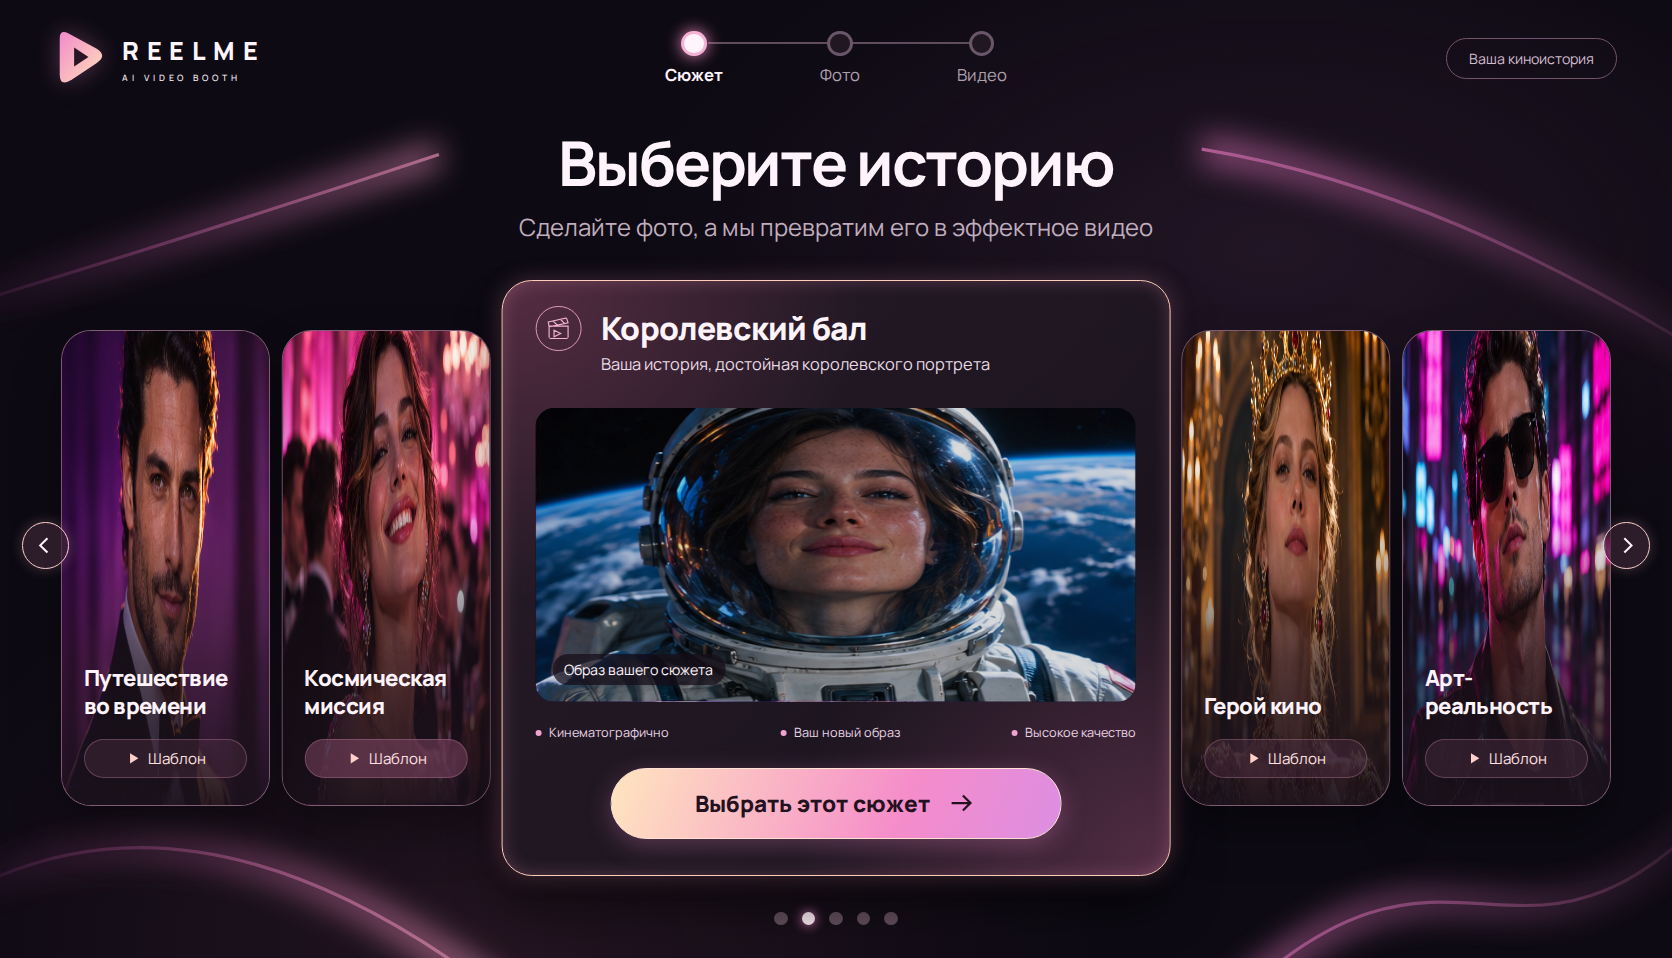 REELME
AI VIDEO BOOTH
Сюжет
Фото
Видео
Ваша киноистория
Выберите историю
Сделайте фото, а мы превратим его в эффектное видео
Королевский бал
Ваша история, достойная королевского портрета
Образ вашего сюжета
Кинематографично
Ваш новый образ
Высокое качество
Выбрать этот сюжет
Путешествие
во времени
Шаблон
Космическая
миссия
Шаблон
Герой кино
Шаблон
Арт-
реальность
Шаблон